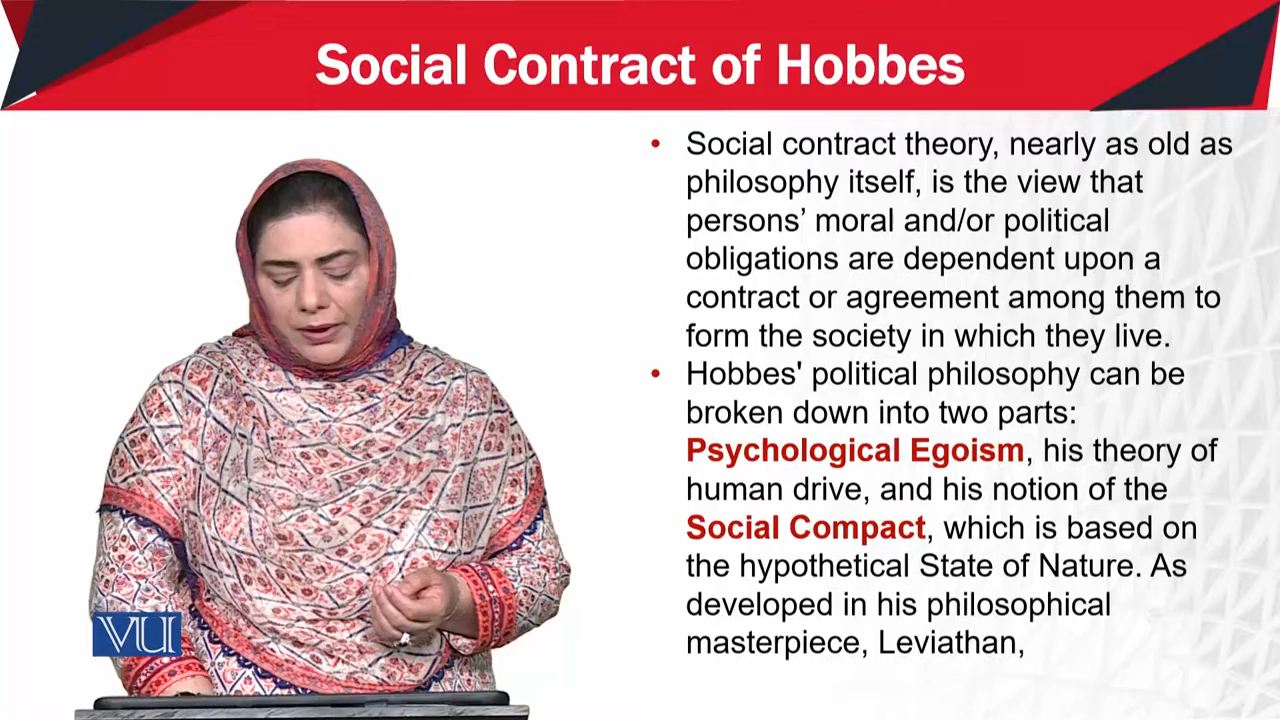 Social Contract of Hobbes
• Social contract theory, nearly as old as
philosophy itself, is the view that
persons’ moral and/or political
obligations are dependent upon a
contract or agreement among them to
form the society in which they live.
• Hobbes' political philosophy can be
broken down into two parts:
Psychological Egoism, his theory of
human drive, and his notion of the
Social Compact, which is based on
the hypothetical State of Nature. As
developed in his philosophical
masterpiece, Leviathan,
VU